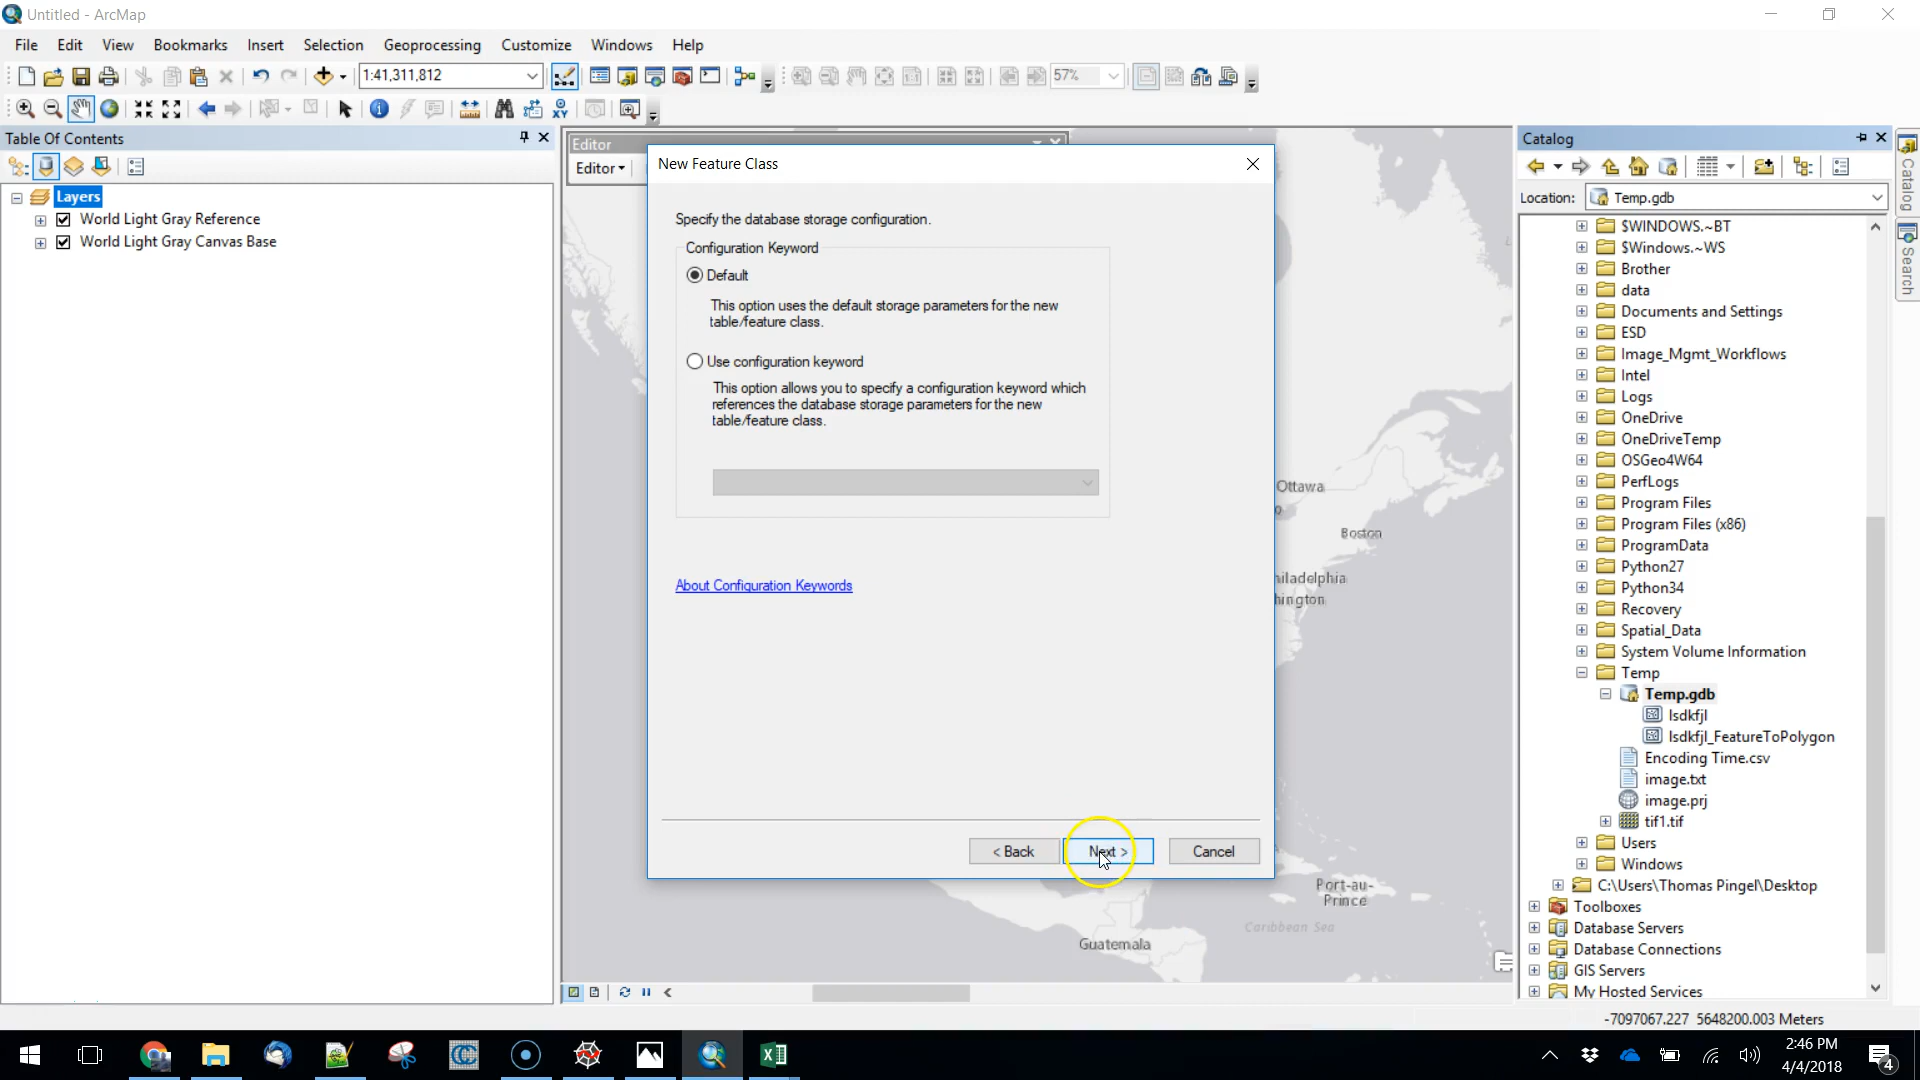 Untitled - ArcMap
File Edit View Bookmarks Insert Selection Geoprocessing Customize Windows Help
1:41,311,812
57%
Table Of Contents
Layers
World Light Gray Reference
World Light Gray Canvas Base
Editor
Editor
New Feature Class
Specify the database storage configuration.
Configuration Keyword
Default
This option uses the default storage parameters for the new
table/feature class.
Use configuration keyword
This option allows you to specify a configuration keyword which
references the database storage parameters for the new
table/feature class.
About Configuration Keywords
< Back
Next >
Cancel
Ottawa
Boston
iladelphia
hington
Port-au-
Prince
Caribbean Sea
Guatemala
Catalog
Location: Temp.gdb
$WINDOWS.~BT
$Windows.~WS
Brother
data
Documents and Settings
ESD
Image_Mgmt_Workflows
Intel
Logs
OneDrive
OneDriveTemp
OSGeo4W64
PerfLogs
Program Files
Program Files (x86)
ProgramData
Python27
Python34
Recovery
Spatial_Data
System Volume Information
Temp
Temp.gdb
lsdkfjl
lsdkfjl_FeatureToPolygon
Encoding Time.csv
image.txt
image.prj
tif1.tif
Users
Windows
C:\Users\Thomas Pingel\Desktop
Toolboxes
Database Servers
Database Connections
GIS Servers
My Hosted Services
Catalog
Search
-7097067.227 5648200.003 Meters
2:46 PM
4/4/2018
4